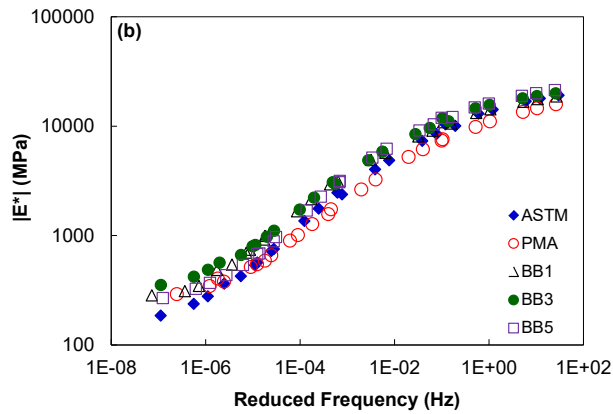 (b)
100000
10000
1000
100
|E*| (MPa)
ASTM
PMA
BB1
BB3
BB5
1E-08 1E-06 1E-04 1E-02 1E+00 1E+02
Reduced Frequency (Hz)